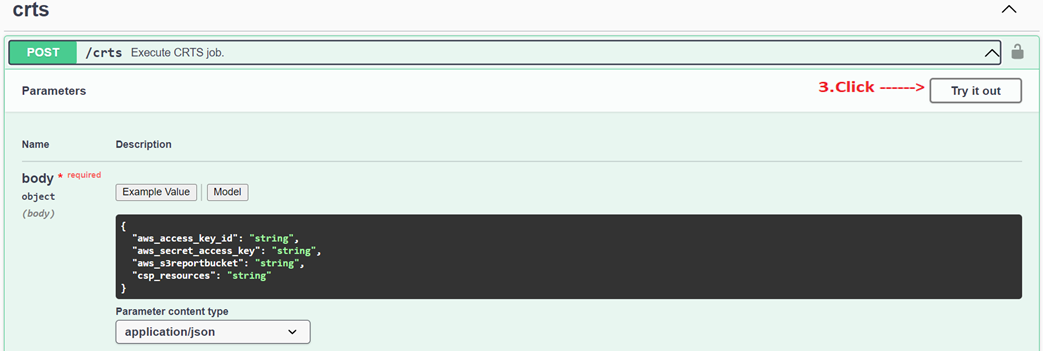 crts
POST /crts Execute CRTS job.
Parameters 3.Click ------> Try it out
Name Description
body * required
object
(body)
Example Value Model
{
"aws_access_key_id": "string",
"aws_secret_access_key": "string",
"aws_s3reportbucket": "string",
"csp_resources": "string"
}
Parameter content type
application/json